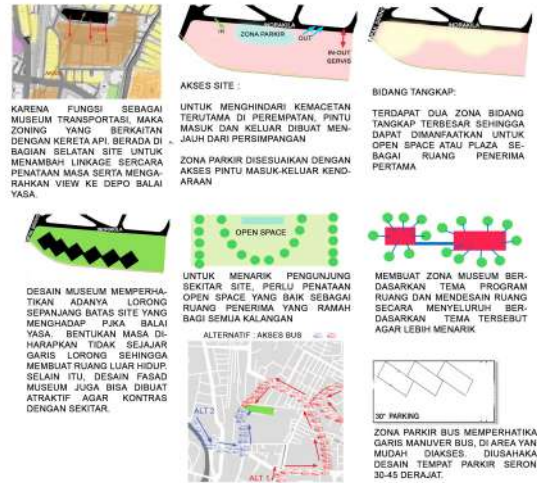 KARENA FUNGSI SEBAGAI
MUSEUM TRANSPORTASI, MAKA
ZONING YANG BERKAITAN
DENGAN KERETA API. BERADA DI
BAGIAN SELATAN SITE UNTUK
MENAMBAH LINKAGE SERCARA
PENATAAN MASA SERTA MENGA-
RAHKAN VIEW KE DEPO BALAI
YASA.
MORAKILA
IN
ZONA PARKIR
OUT
IN-OUT
SERVIS
AKSES SITE :
UNTUK MENGHINDARI KEMACETAN
TERUTAMA DI PEREMPATAN, PINTU
MASUK DAN KELUAR DIBUAT MEN-
JAUH DARI PERSIMPANGAN
ZONA PARKIR DISESUAIKAN DENGAN
AKSES PINTU MASUK-KELUAR KEND-
ARAAN
MORAKILA
BIDANG TANGKAP:
TERDAPAT DUA ZONA BIDANG
TANGKAP TERBESAR SEHINGGA
DAPAT DIMANFAATKAN UNTUK
OPEN SPACE ATAU PLAZA SE-
BAGAI RUANG PENERIMA
PERTAMA
MORAKILA
DESAIN MUSEUM MEMPERHA-
TIKAN ADANYA LORONG
SEPANJANG BATAS SITE YANG
MENGHADAP PJKA BALAI
YASA. BENTUKAN MASA DI-
HARAPKAN TIDAK SEJAJAR
GARIS LORONG SEHINGGA
MEMBUAT RUANG LUAR HIDUP.
SELAIN ITU, DESAIN FASAD
MUSEUM JUGA BISA DIBUAT
ATRAKTIF AGAR KONTRAS
DENGAN SEKITAR.
OPEN SPACE
UNTUK MENARIK PENGUNJUNG
SEKITAR SITE, PERLU PENATAAN
OPEN SPACE YANG BAIK SEBAGAI
RUANG PENERIMA YANG RAMAH
BAGI SEMUA KALANGAN
ALTERNATIF : AKSES BUS
ALT 2
ALT 1
MEMBUAT ZONA MUSEUM BER-
DASARKAN TEMA PROGRAM
RUANG DAN MENDESAIN RUANG
SECARA MENYELURUH BER-
DASARKAN TEMA TERSEBUT
AGAR LEBIH MENARIK
30° PARKING
ZONA PARKIR BUS MEMPERHATIKA
GARIS MANUVER BUS, DI AREA YAN
MUDAH DIAKSES. DIUSAHAKA
DESAIN TEMPAT PARKIR SERON
30-45 DERAJAT.